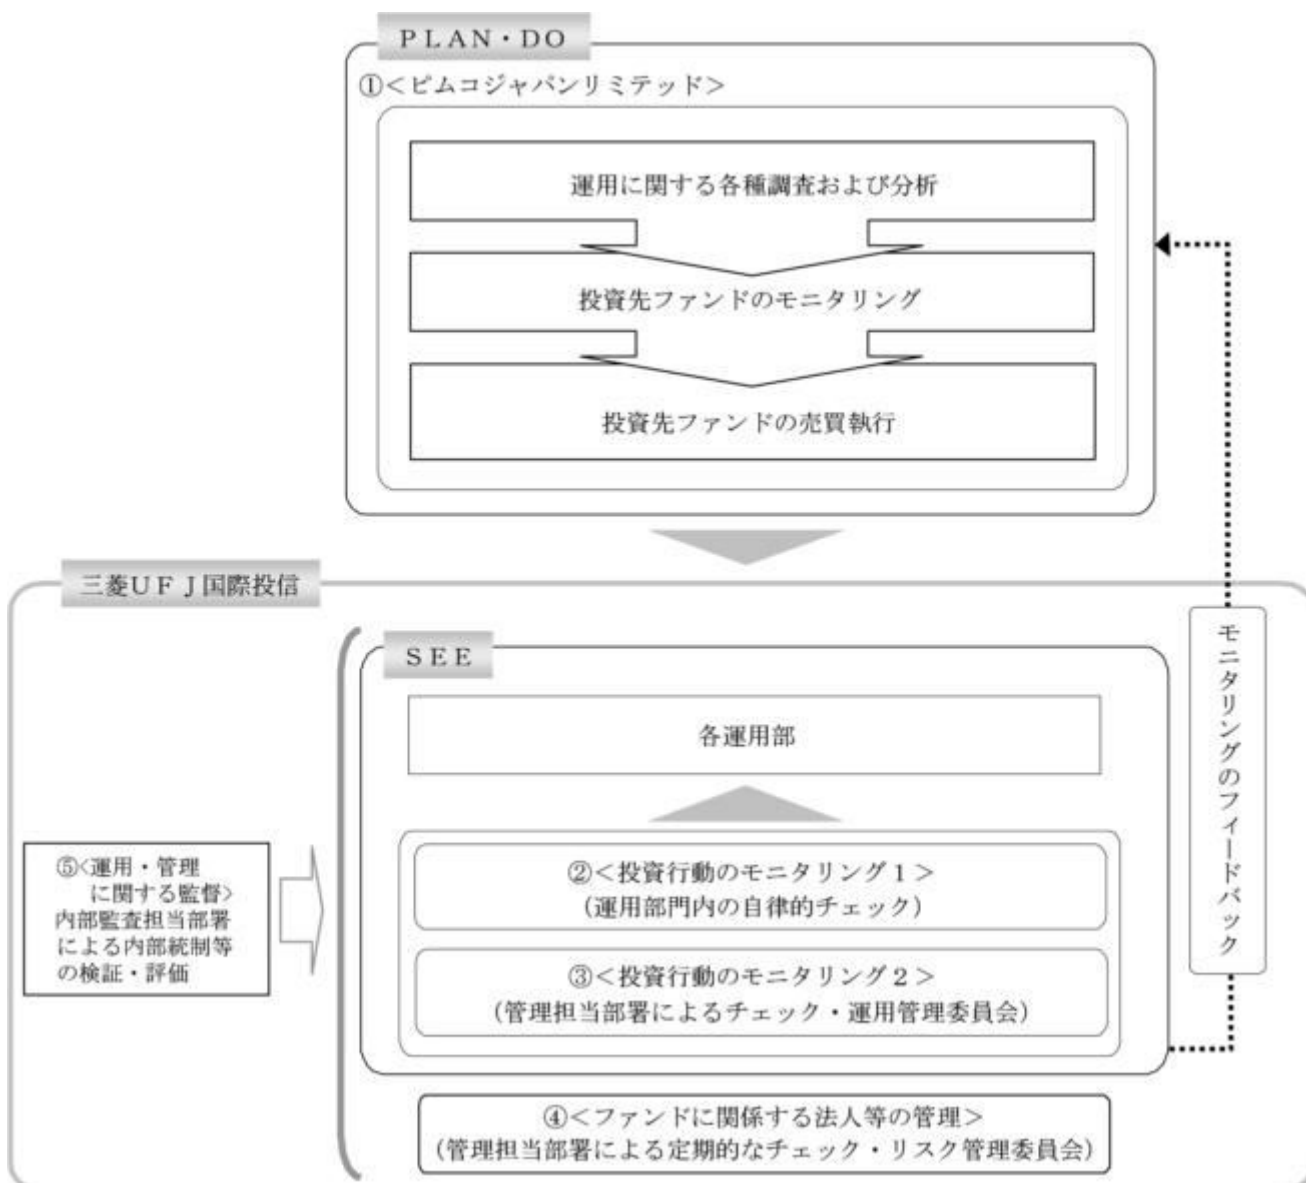 ＰＬＡＮ・ＤＯ
①＜ピムコジャパンリミテッド＞
運用に関する各種調査および分析
投資先ファンドのモニタリング
投資先ファンドの売買執行
三菱ＵＦＪ国際投信
ＳＥＥ
各運用部
②＜投資行動のモニタリング１＞
（運用部門内の自律的チェック）
③＜投資行動のモニタリング２＞
（管理担当部署によるチェック・運用管理委員会）
④＜ファンドに関係する法人等の管理＞
（管理担当部署による定期的なチェック・リスク管理委員会）
⑤＜運用・管理
に関する監督＞
内部監査担当部署
による内部統制等
の検証・評価
モニタリングのフィードバック